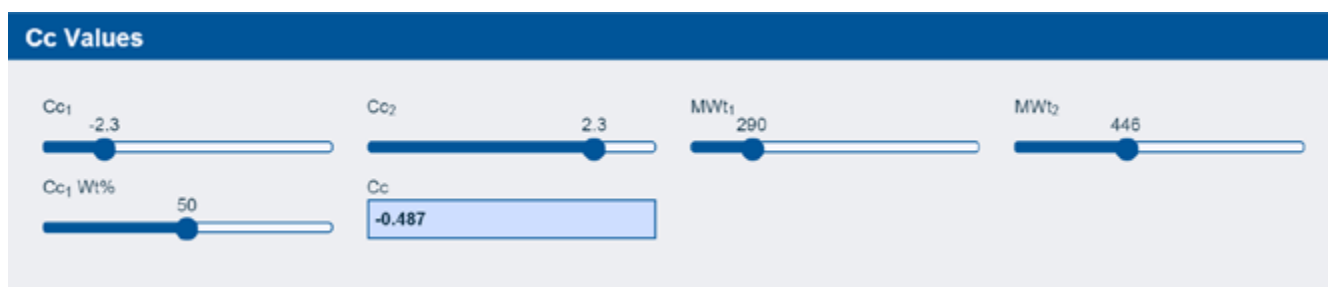 Cc Values
Cc₁ Cc₂ MWt₁ MWt₂
-2.3 2.3 290 446
Cc₁ Wt% Cc
50 -0.487